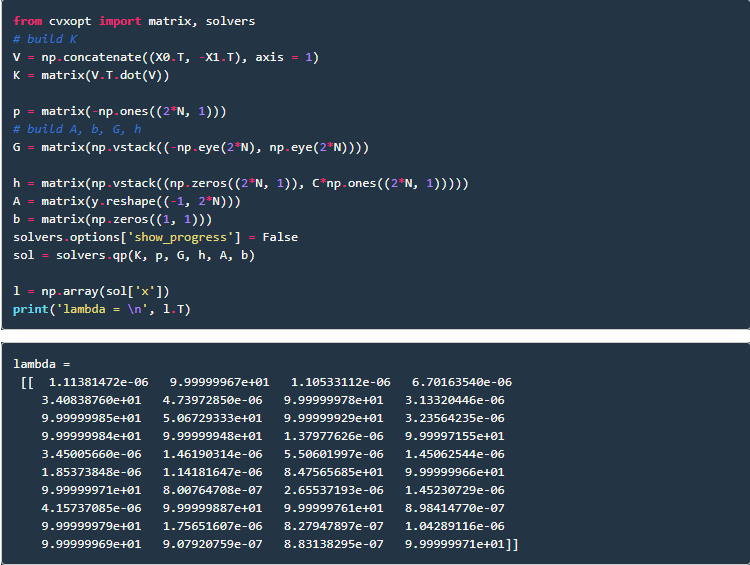 from cvxopt import matrix, solvers
# build K
V = np.concatenate((X0.T, -X1.T), axis = 1)
K = matrix(V.T.dot(V))
p = matrix(-np.ones((2*N, 1)))
# build A, b, G, h
G = matrix(np.vstack((-np.eye(2*N), np.eye(2*N))))
h = matrix(np.vstack((np.zeros((2*N, 1)), C*np.ones((2*N, 1)))))
A = matrix(y.reshape((-1, 2*N)))
b = matrix(np.zeros((1, 1)))
solvers.options['show_progress'] = False
sol = solvers.qp(K, p, G, h, A, b)
l = np.array(sol['x'])
print('lambda = \n', l.T)
lambda =
[[ 1.11381472e-06 9.99999967e+01 1.10533112e-06 6.70163540e-06
3.40838760e+01 4.73972850e-06 9.99999978e+01 3.13320446e-06
9.99999985e+01 5.06729333e+01 9.99999929e+01 3.23564235e-06
9.99999984e+01 9.99999948e+01 1.37977626e-06 9.99997155e+01
3.45005660e-06 1.46190314e-06 5.50601997e-06 1.45062544e-06
1.85373848e-06 1.14181647e-06 8.47565685e+01 9.99999966e+01
9.99999971e+01 8.00764708e-07 2.65537193e-06 1.45230729e-06
4.15737085e-06 9.99999887e+01 9.99999761e+01 8.98414770e-07
9.99999979e+01 1.75651607e-06 8.27947897e-07 1.04289116e-06
9.99999969e+01 9.07920759e-07 8.83138295e-07 9.99999971e+01]]